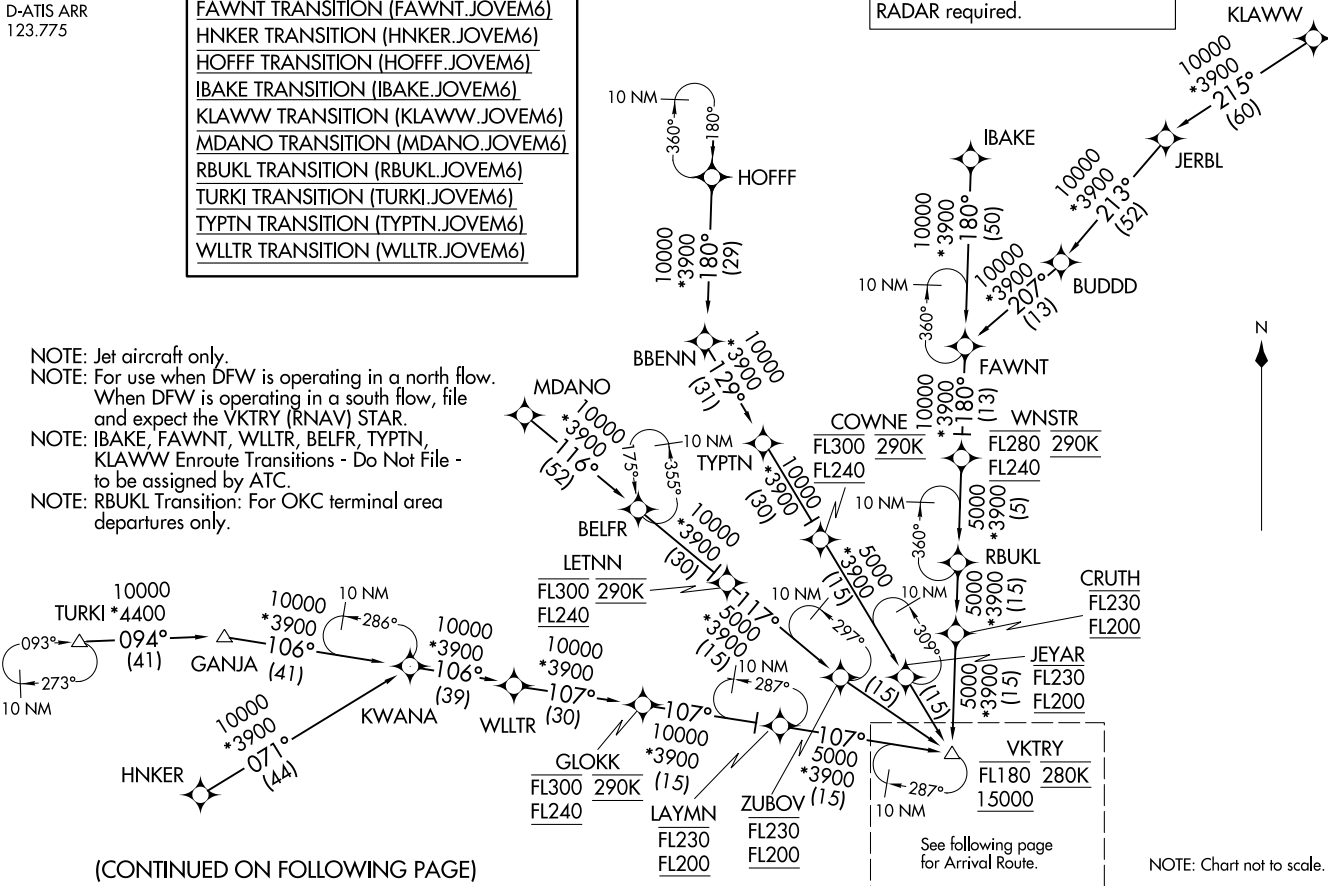 D-ATIS ARR
123.775
FAWNT TRANSITION (FAWNT.JOVEM6)
HNKER TRANSITION (HNKER.JOVEM6)
HOFFF TRANSITION (HOFFF.JOVEM6)
IBAKE TRANSITION (IBAKE.JOVEM6)
KLAWW TRANSITION (KLAWW.JOVEM6)
MDANO TRANSITION (MDANO.JOVEM6)
RBUKL TRANSITION (RBUKL.JOVEM6)
TURKI TRANSITION (TURKI.JOVEM6)
TYPTN TRANSITION (TYPTN.JOVEM6)
WLLTR TRANSITION (WLLTR.JOVEM6)
RADAR required.
KLAWW
10000
*3900
215°
(60)
JERBL
10000
*3900
213°
(52)
BUDDD
10000
*3900
207°
(13)
IBAKE
10000
*3900
180°
(50)
10 NM
360°
FAWNT
10000
*3900
180°
(13)
10 NM
360°
180°
HOFFF
10000
*3900
180°
(29)
BBENN
10000
*3900
129°
(31)
TYPTN
10000
*3900
(30)
COWNE
FL300 290K
FL240
WNSTR
FL280 290K
FL240
10 NM
360°
5000
*3900
(5)
RBUKL
5000
*3900
(15)
CRUTH
FL230
FL200
5000
*3900
(15)
N
NOTE: Jet aircraft only.
NOTE: For use when DFW is operating in a north flow.
When DFW is operating in a south flow, file
and expect the VKTRY (RNAV) STAR.
NOTE: IBAKE, FAWNT, WLLTR, BELFR, TYPTN,
KLAWW Enroute Transitions - Do Not File -
to be assigned by ATC.
NOTE: RBUKL Transition: For OKC terminal area
departures only.
MDANO
10000
*3900
116°
(52)
10 NM
175°
355°
BELFR
10000
*3900
(30)
LETNN
FL300 290K
FL240
117°
5000
*3900
(15)
10 NM
297°
5000
*3900
(15)
10 NM
309°
JEYAR
FL230
FL200
(15)
(15)
TURKI
10000
*4400
094°
(41)
093°
273°
10 NM
GANJA
10000
*3900
106°
(41)
10 NM
286°
KWANA
10000
*3900
106°
(39)
WLLTR
10000
*3900
107°
(30)
HNKER
10000
*3900
071°
(44)
GLOKK
FL300 290K
FL240
107°
10000
*3900
(15)
10 NM
287°
LAYMN
FL230
FL200
107°
5000
*3900
(15)
ZUBOV
FL230
FL200
VKTRY
FL180 280K
15000
287°
10 NM
See following page
for Arrival Route.
(CONTINUED ON FOLLOWING PAGE)
NOTE: Chart not to scale.